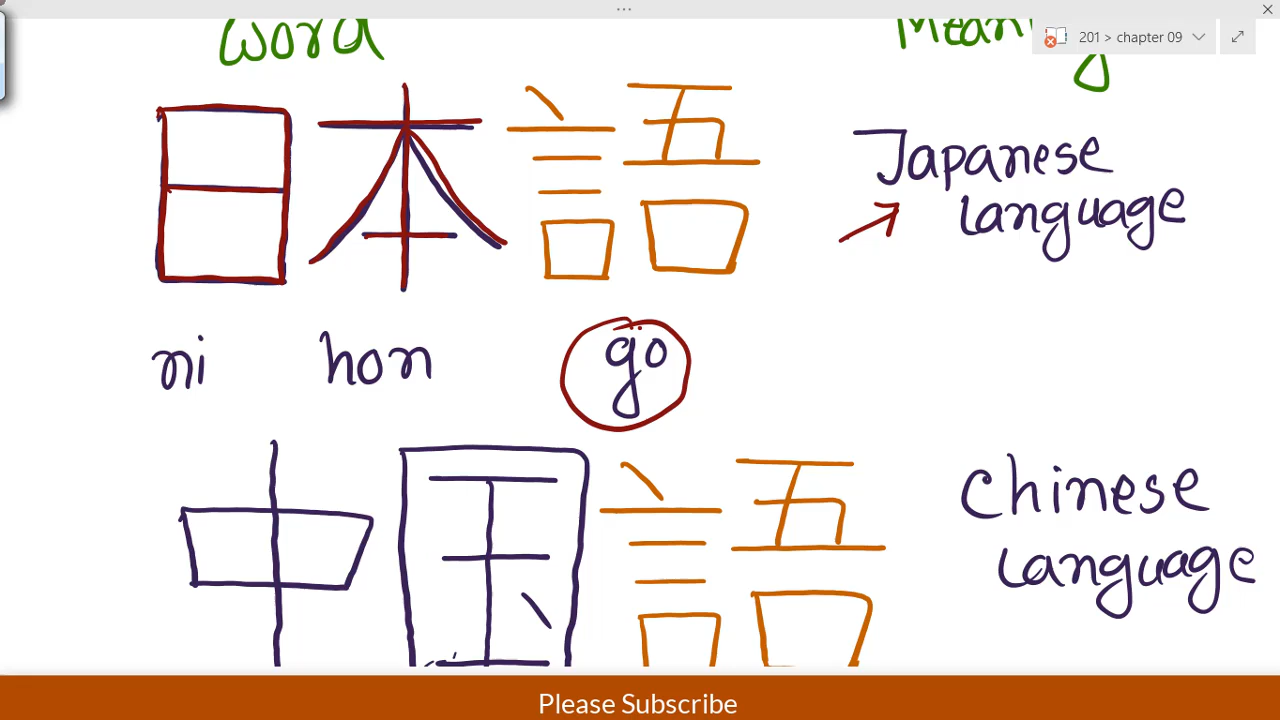 Word Meaning
201 > chapter 09
日本語 Japanese language
ni hon go
中国語 Chinese language
Please Subscribe